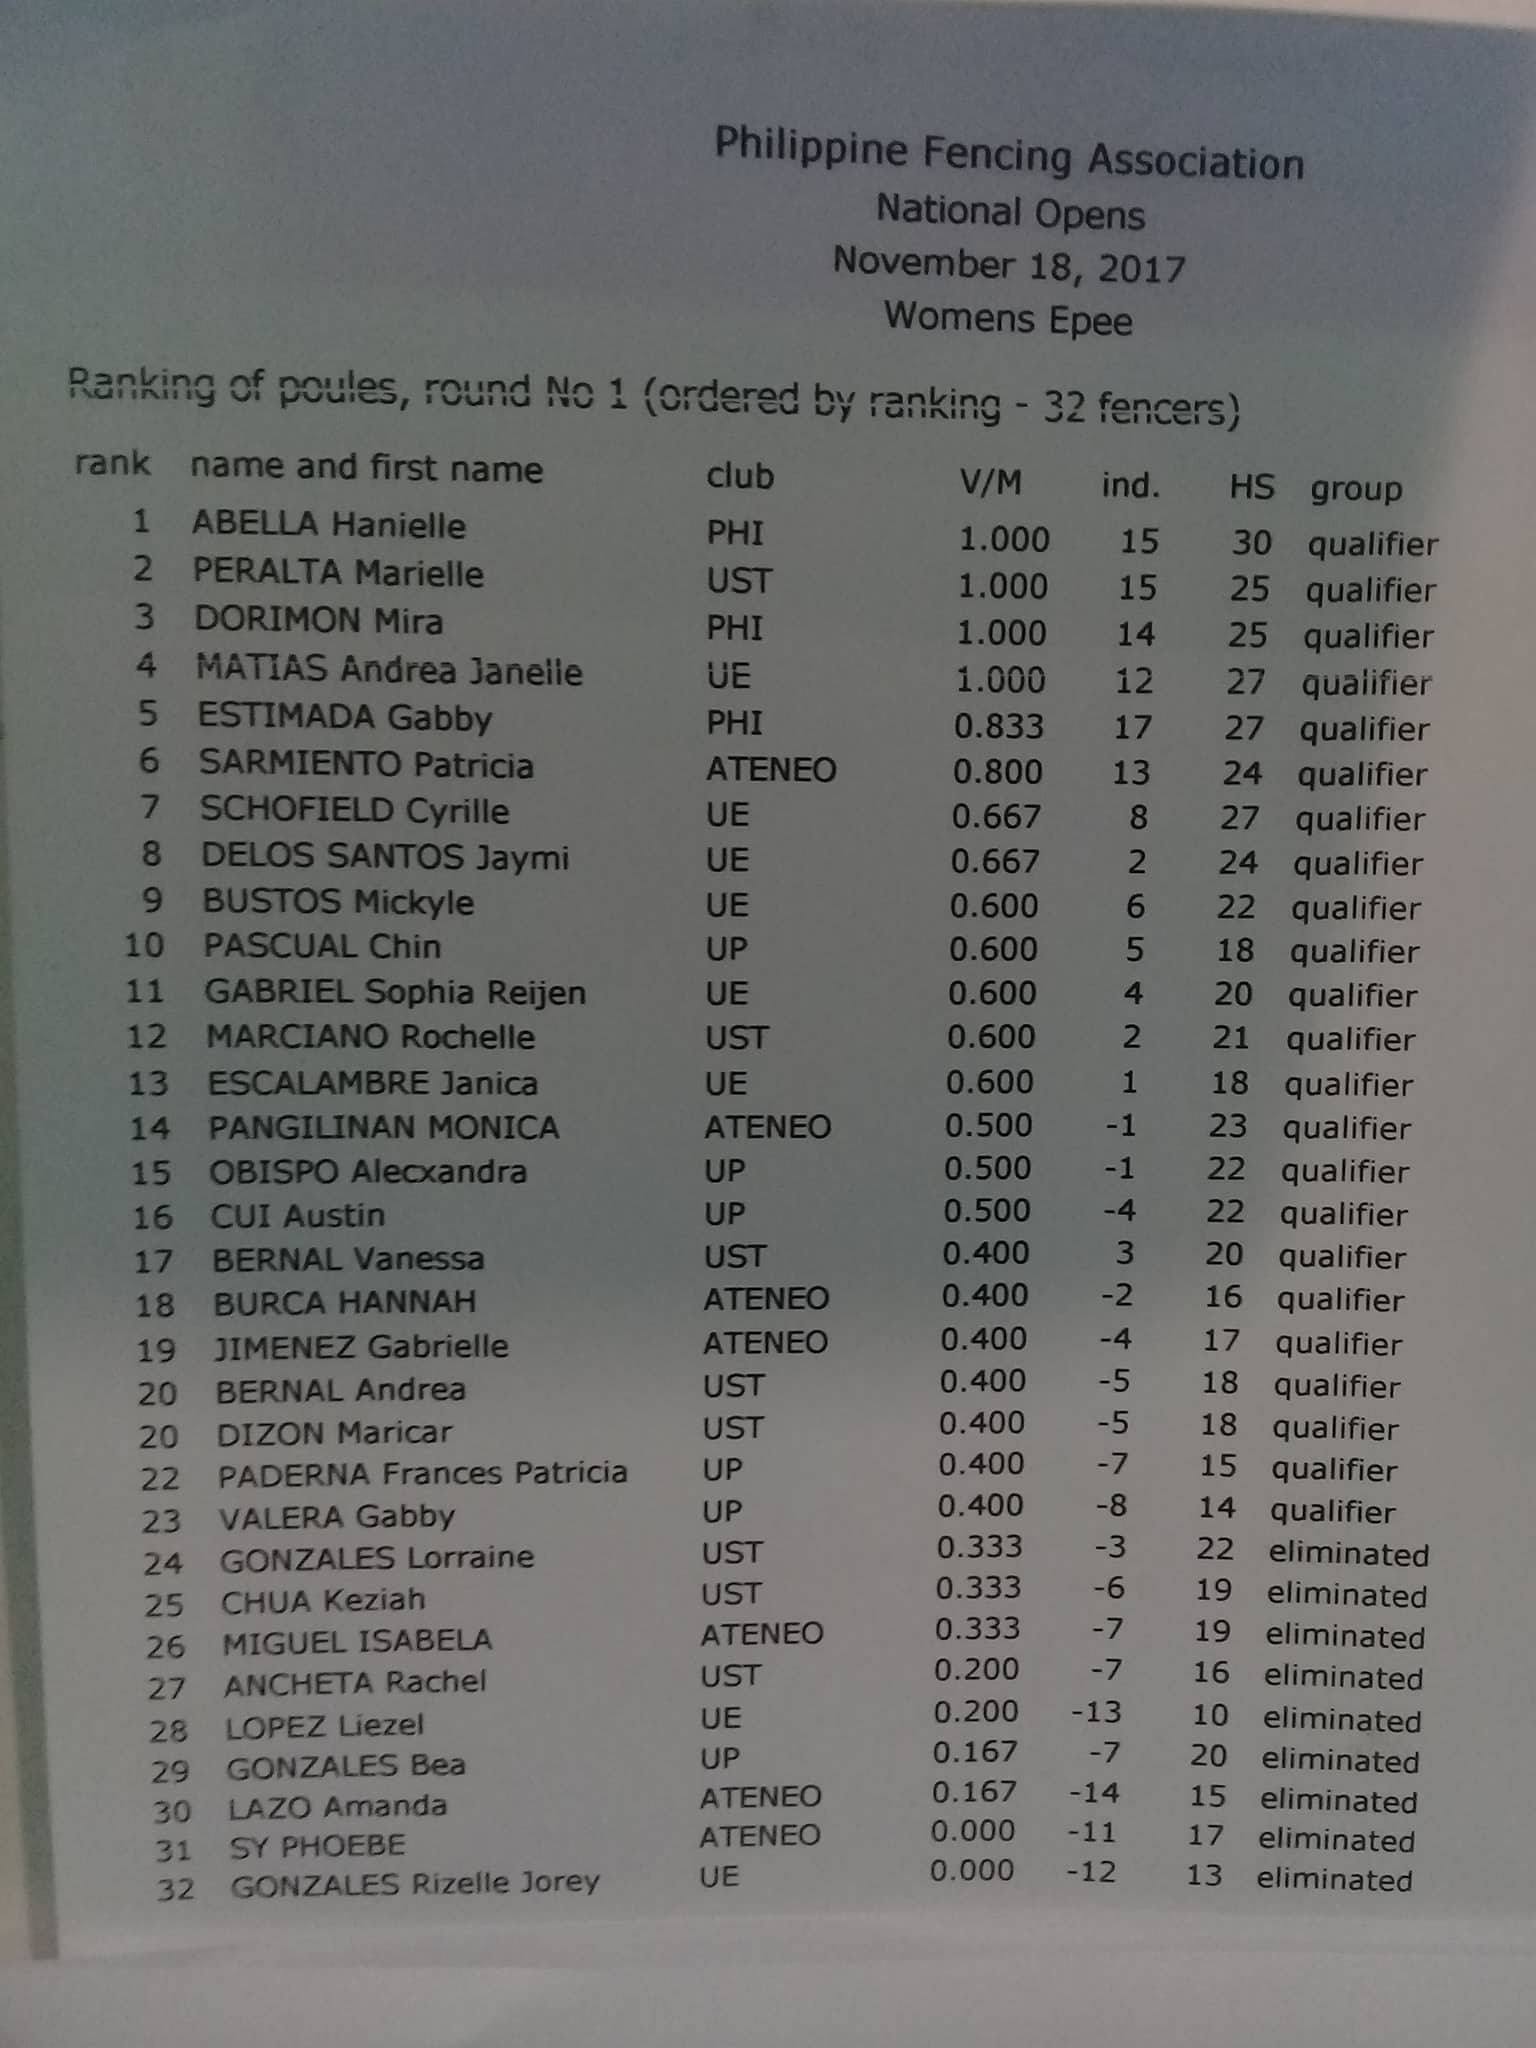 Philippine Fencing Association
National Opens
November 18, 2017
Womens Epee
Ranking of poules, round No 1 (ordered by ranking - 32 fencers)
rank name and first name club V/M ind. HS group
1 ABELLA Hanielle PHI 1.000 15 30 qualifier
2 PERALTA Marielle UST 1.000 15 25 qualifier
3 DORIMON Mira PHI 1.000 14 25 qualifier
4 MATIAS Andrea Janelle UE 1.000 12 27 qualifier
5 ESTIMADA Gabby PHI 0.833 17 27 qualifier
6 SARMIENTO Patricia ATENEO 0.800 13 24 qualifier
7 SCHOFIELD Cyrille UE 0.667 8 27 qualifier
8 DELOS SANTOS Jaymi UE 0.667 2 24 qualifier
9 BUSTOS Mickyle UE 0.600 6 22 qualifier
10 PASCUAL Chin UP 0.600 5 18 qualifier
11 GABRIEL Sophia Reijen UE 0.600 4 20 qualifier
12 MARCIANO Rochelle UST 0.600 2 21 qualifier
13 ESCALAMBRE Janica UE 0.600 1 18 qualifier
14 PANGILINAN MONICA ATENEO 0.500 -1 23 qualifier
15 OBISPO Alecxandra UP 0.500 -1 22 qualifier
16 CUI Austin UP 0.500 -4 22 qualifier
17 BERNAL Vanessa UST 0.400 3 20 qualifier
18 BURCA HANNAH ATENEO 0.400 -2 16 qualifier
19 JIMENEZ Gabrielle ATENEO 0.400 -4 17 qualifier
20 BERNAL Andrea UST 0.400 -5 18 qualifier
20 DIZON Maricar UST 0.400 -5 18 qualifier
22 PADERNA Frances Patricia UP 0.400 -7 15 qualifier
23 VALERA Gabby UP 0.400 -8 14 qualifier
24 GONZALES Lorraine UST 0.333 -3 22 eliminated
25 CHUA Keziah UST 0.333 -6 19 eliminated
26 MIGUEL ISABELA ATENEO 0.333 -7 19 eliminated
27 ANCHETA Rachel UST 0.200 -7 16 eliminated
28 LOPEZ Liezel UE 0.200 -13 10 eliminated
29 GONZALES Bea UP 0.167 -7 20 eliminated
30 LAZO Amanda ATENEO 0.167 -14 15 eliminated
31 SY PHOEBE ATENEO 0.000 -11 17 eliminated
32 GONZALES Rizelle Jorey UE 0.000 -12 13 eliminated